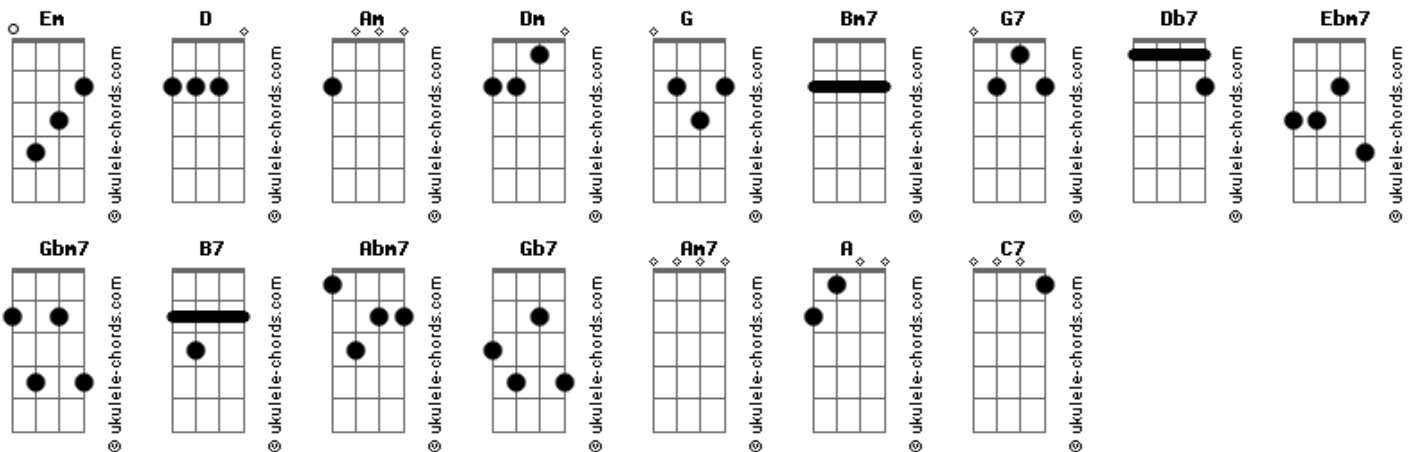 Em D Am Dm G Bm7 G7 Db7 Ebm7
© ukulele-chords.com © ukulele-chords.com © ukulele-chords.com © ukulele-chords.com © ukulele-chords.com © ukulele-chords.com © ukulele-chords.com © ukulele-chords.com © ukulele-chords.com
Gbm7 B7 Abm7 Gb7 Am7 A C7
© ukulele-chords.com © ukulele-chords.com © ukulele-chords.com © ukulele-chords.com © ukulele-chords.com © ukulele-chords.com © ukulele-chords.com